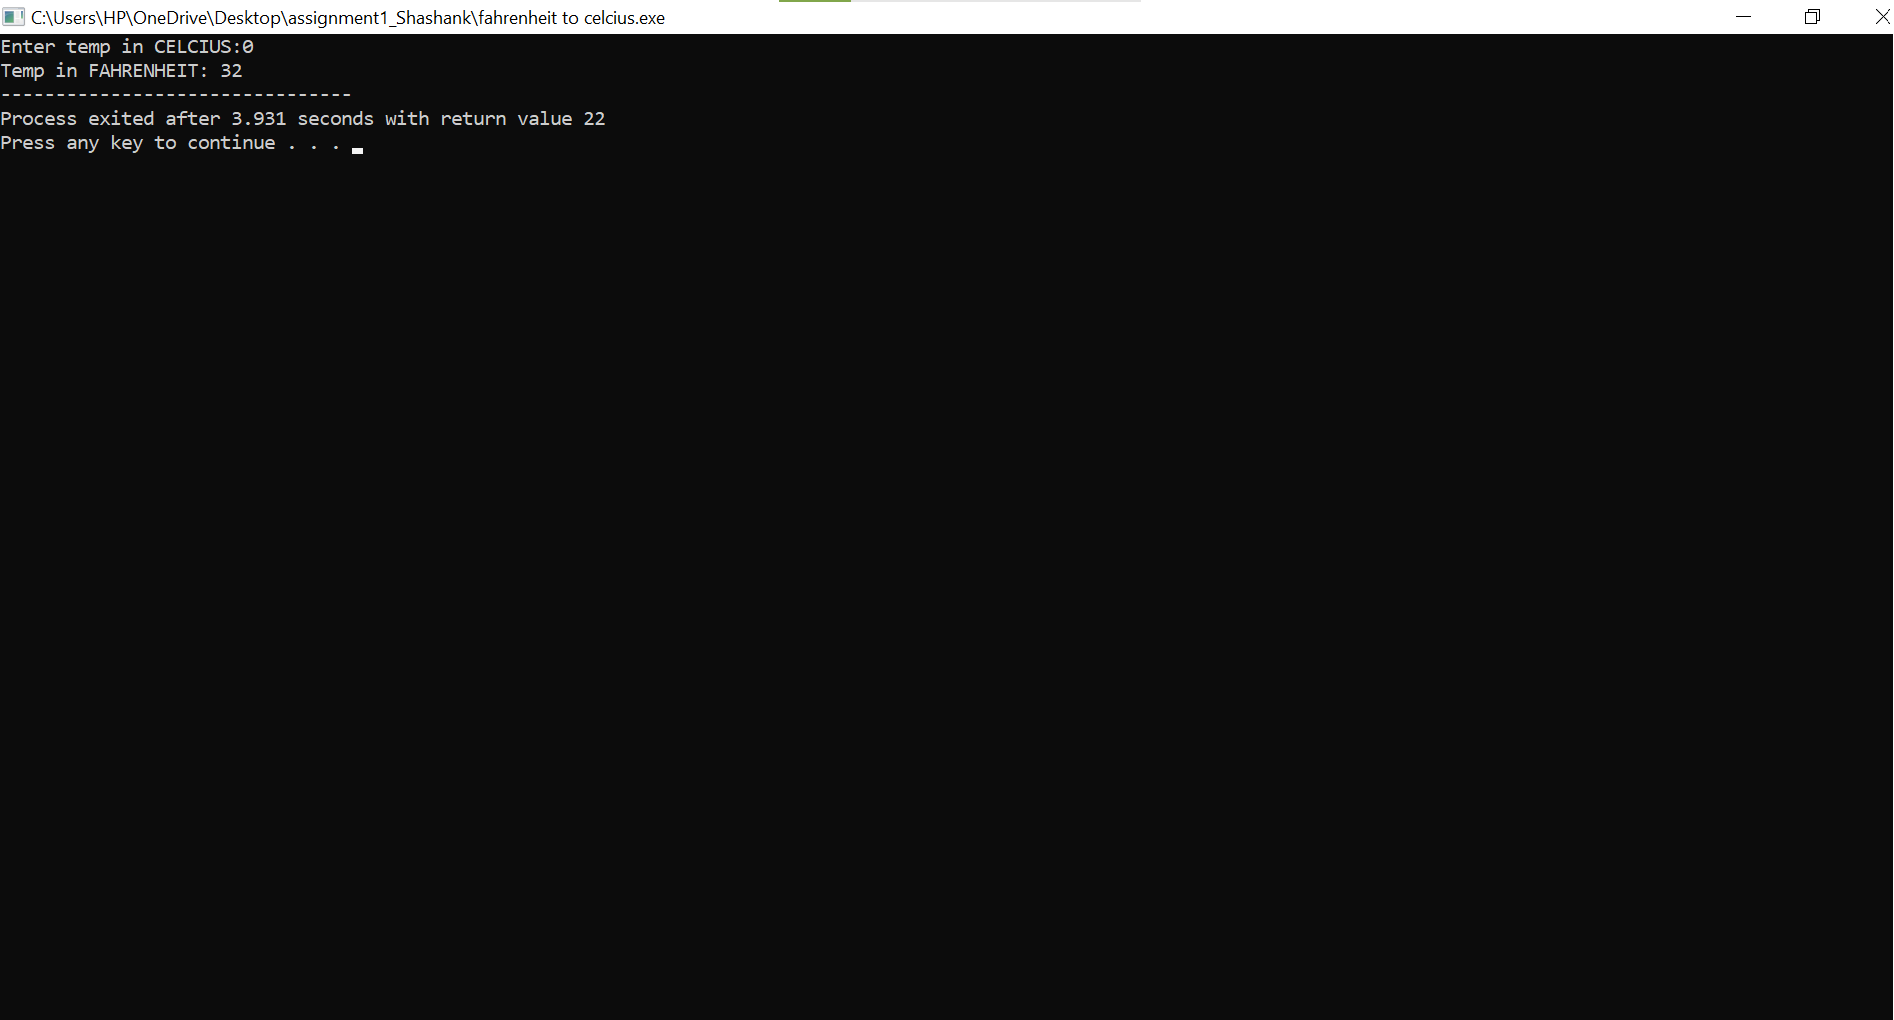 C:\Users\HP\OneDrive\Desktop\assignment1_Shashank\fahrenheit to celcius.exe
Enter temp in CELCIUS:0
Temp in FAHRENHEIT: 32
--------------------------------
Process exited after 3.931 seconds with return value 22
Press any key to continue . . .